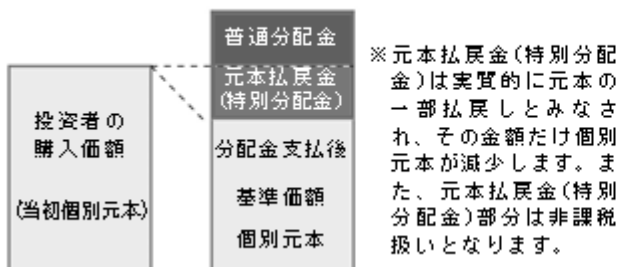 投資者の
購入価額
(当初個別元本)
普通分配金
元本払戻金
(特別分配金)
分配金支払後
基準価額
個別元本
※元本払戻金(特別分配
金)は実質的に元本の
一部払戻しとみなさ
れ、その金額だけ個別
元本が減少します。ま
た、元本払戻金(特別
分配金)部分は非課税
扱いとなります。